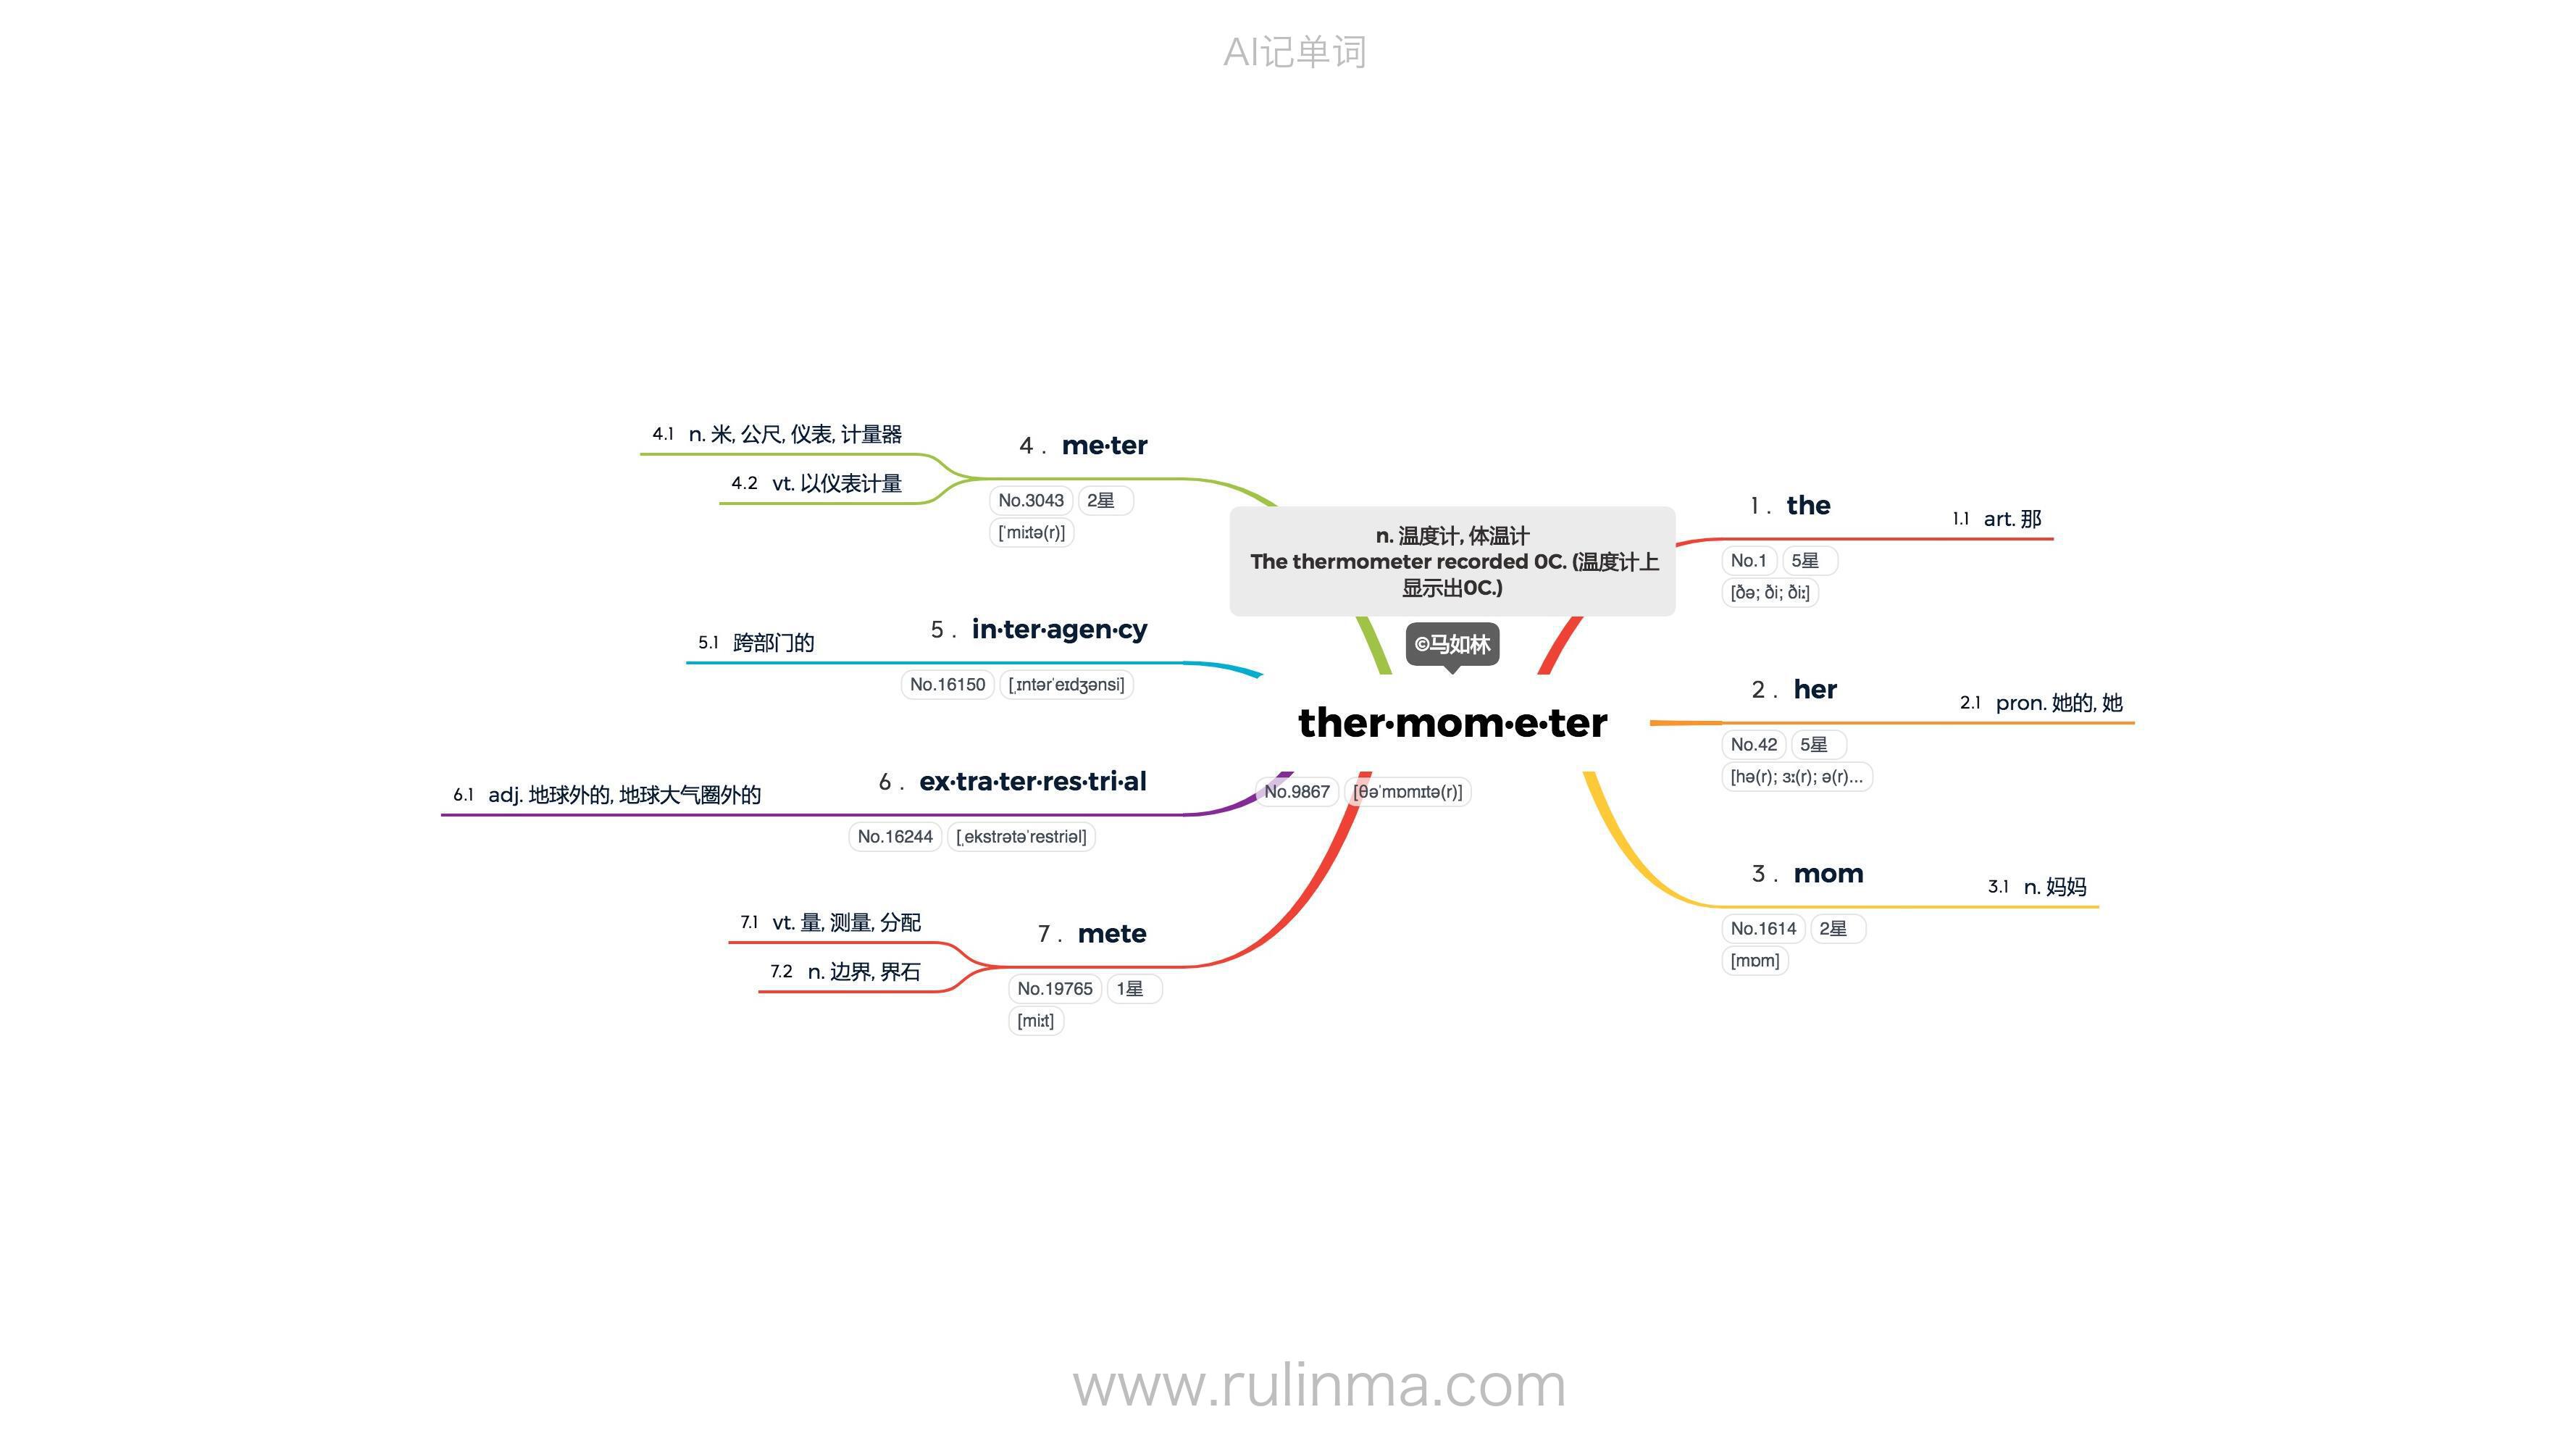 AI记单词
n. 温度计, 体温计
The thermometer recorded 0C. (温度计上
显示出0C.)
©马如林
ther·mom·e·ter
No.9867 [θəˈmɒmɪtə(r)]
1 . the
No.1 5星
[ðə; ði; ðiː]
1.1 art. 那
2 . her
No.42 5星
[hə(r); ɜː(r); ə(r)...
2.1 pron. 她的, 她
3 . mom
No.1614 2星
[mɒm]
3.1 n. 妈妈
4 . me·ter
No.3043 2星
[ˈmiːtə(r)]
4.1 n. 米, 公尺, 仪表, 计量器
4.2 vt. 以仪表计量
5 . in·ter·agen·cy
No.16150 [ˌɪntərˈeɪdʒənsi]
5.1 跨部门的
6 . ex·tra·ter·res·tri·al
No.16244 [ˌekstrətəˈrestriəl]
6.1 adj. 地球外的, 地球大气圈外的
7 . mete
No.19765 1星
[miːt]
7.1 vt. 量, 测量, 分配
7.2 n. 边界, 界石
www.rulinma.com